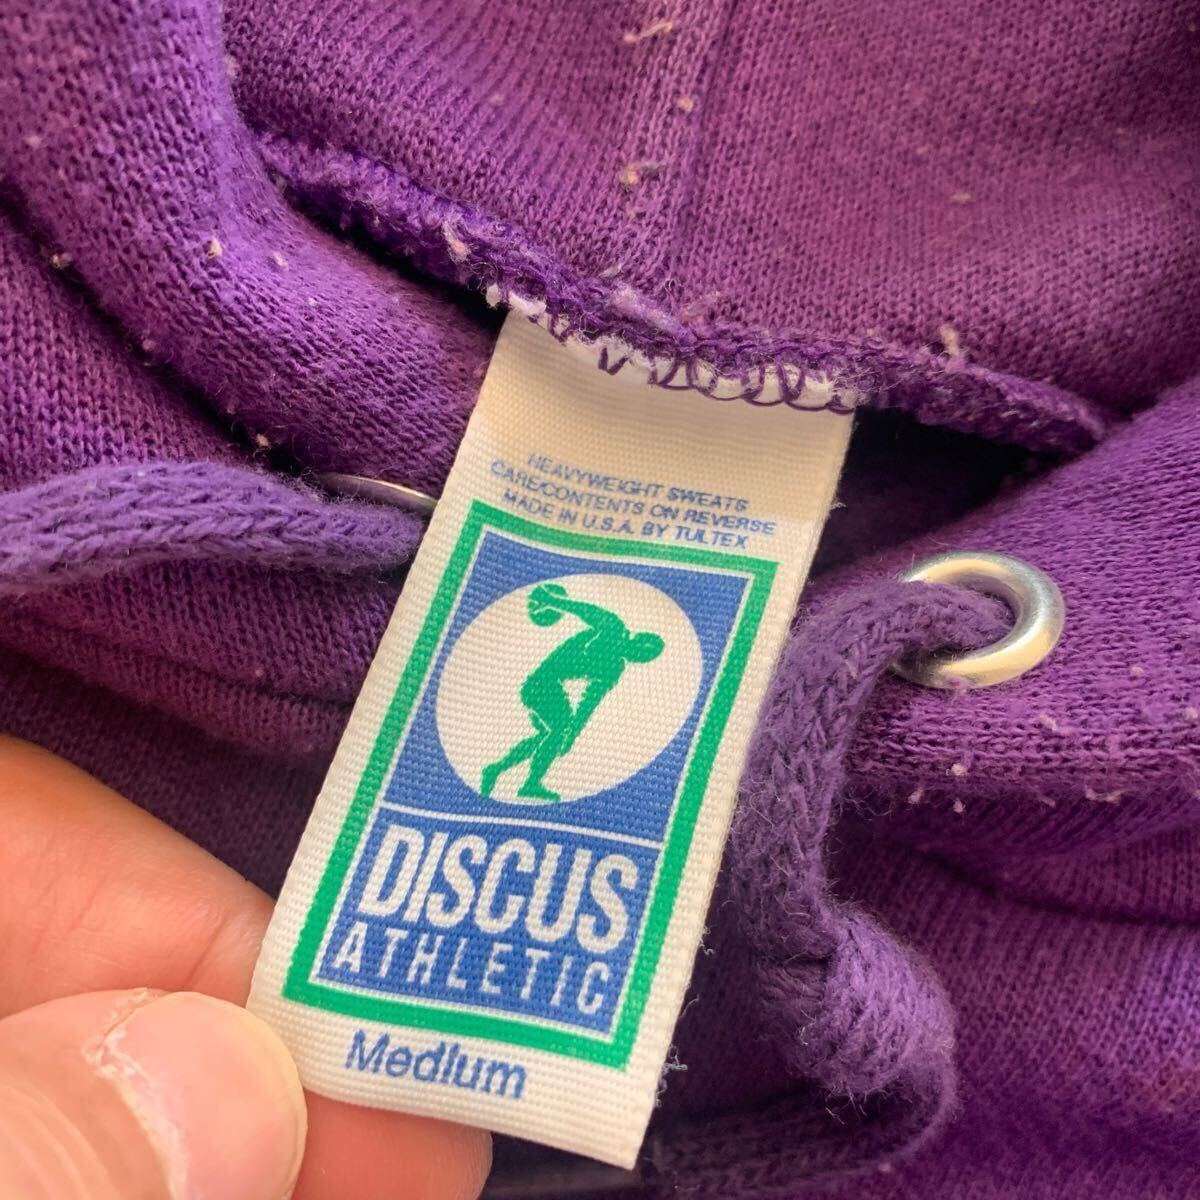 HEAVYWEIGHT SWEATS
CARE/CONTENTS ON REVERSE
MADE IN U.S.A. BY TULTEX
DISCUS
ATHLETIC
Medium